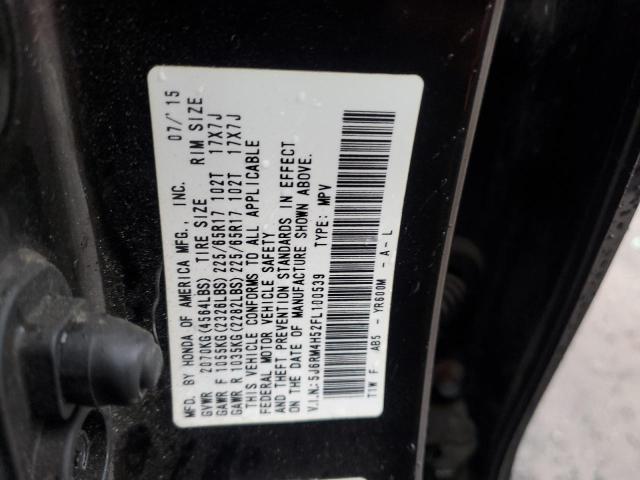 MFD. BY HONDA OF AMERICA MFG., INC. 07/'15
GVWR 2070KG(4564LBS) TIRE SIZE RIM SIZE
GAWR F 1055KG(2326LBS) 225/65R17 102T 17X7J
GAWR R 1035KG(2282LBS) 225/65R17 102T 17X7J
THIS VEHICLE CONFORMS TO ALL APPLICABLE
FEDERAL MOTOR VEHICLE SAFETY
AND THEFT PREVENTION STANDARDS IN EFFECT
ON THE DATE OF MANUFACTURE SHOWN ABOVE.
V.I.N.: 5J6RM4H52FL100539 TYPE: MPV
TTW F AB5 - YR600M - A - L